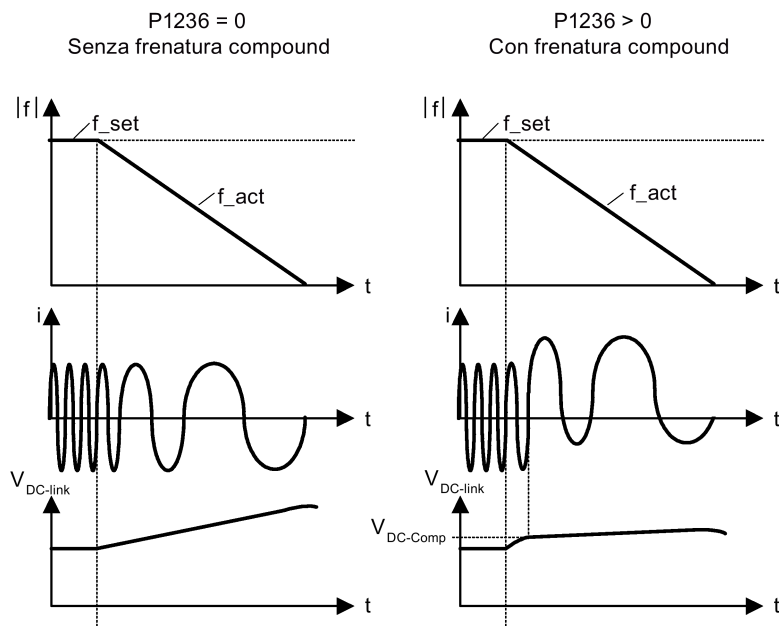 P1236 = 0
Senza frenatura compound
|f|
f_set
f_act
t
i
t
V DC-link
t
P1236 > 0
Con frenatura compound
|f|
f_set
f_act
t
i
t
V DC-link
V DC-Comp
t